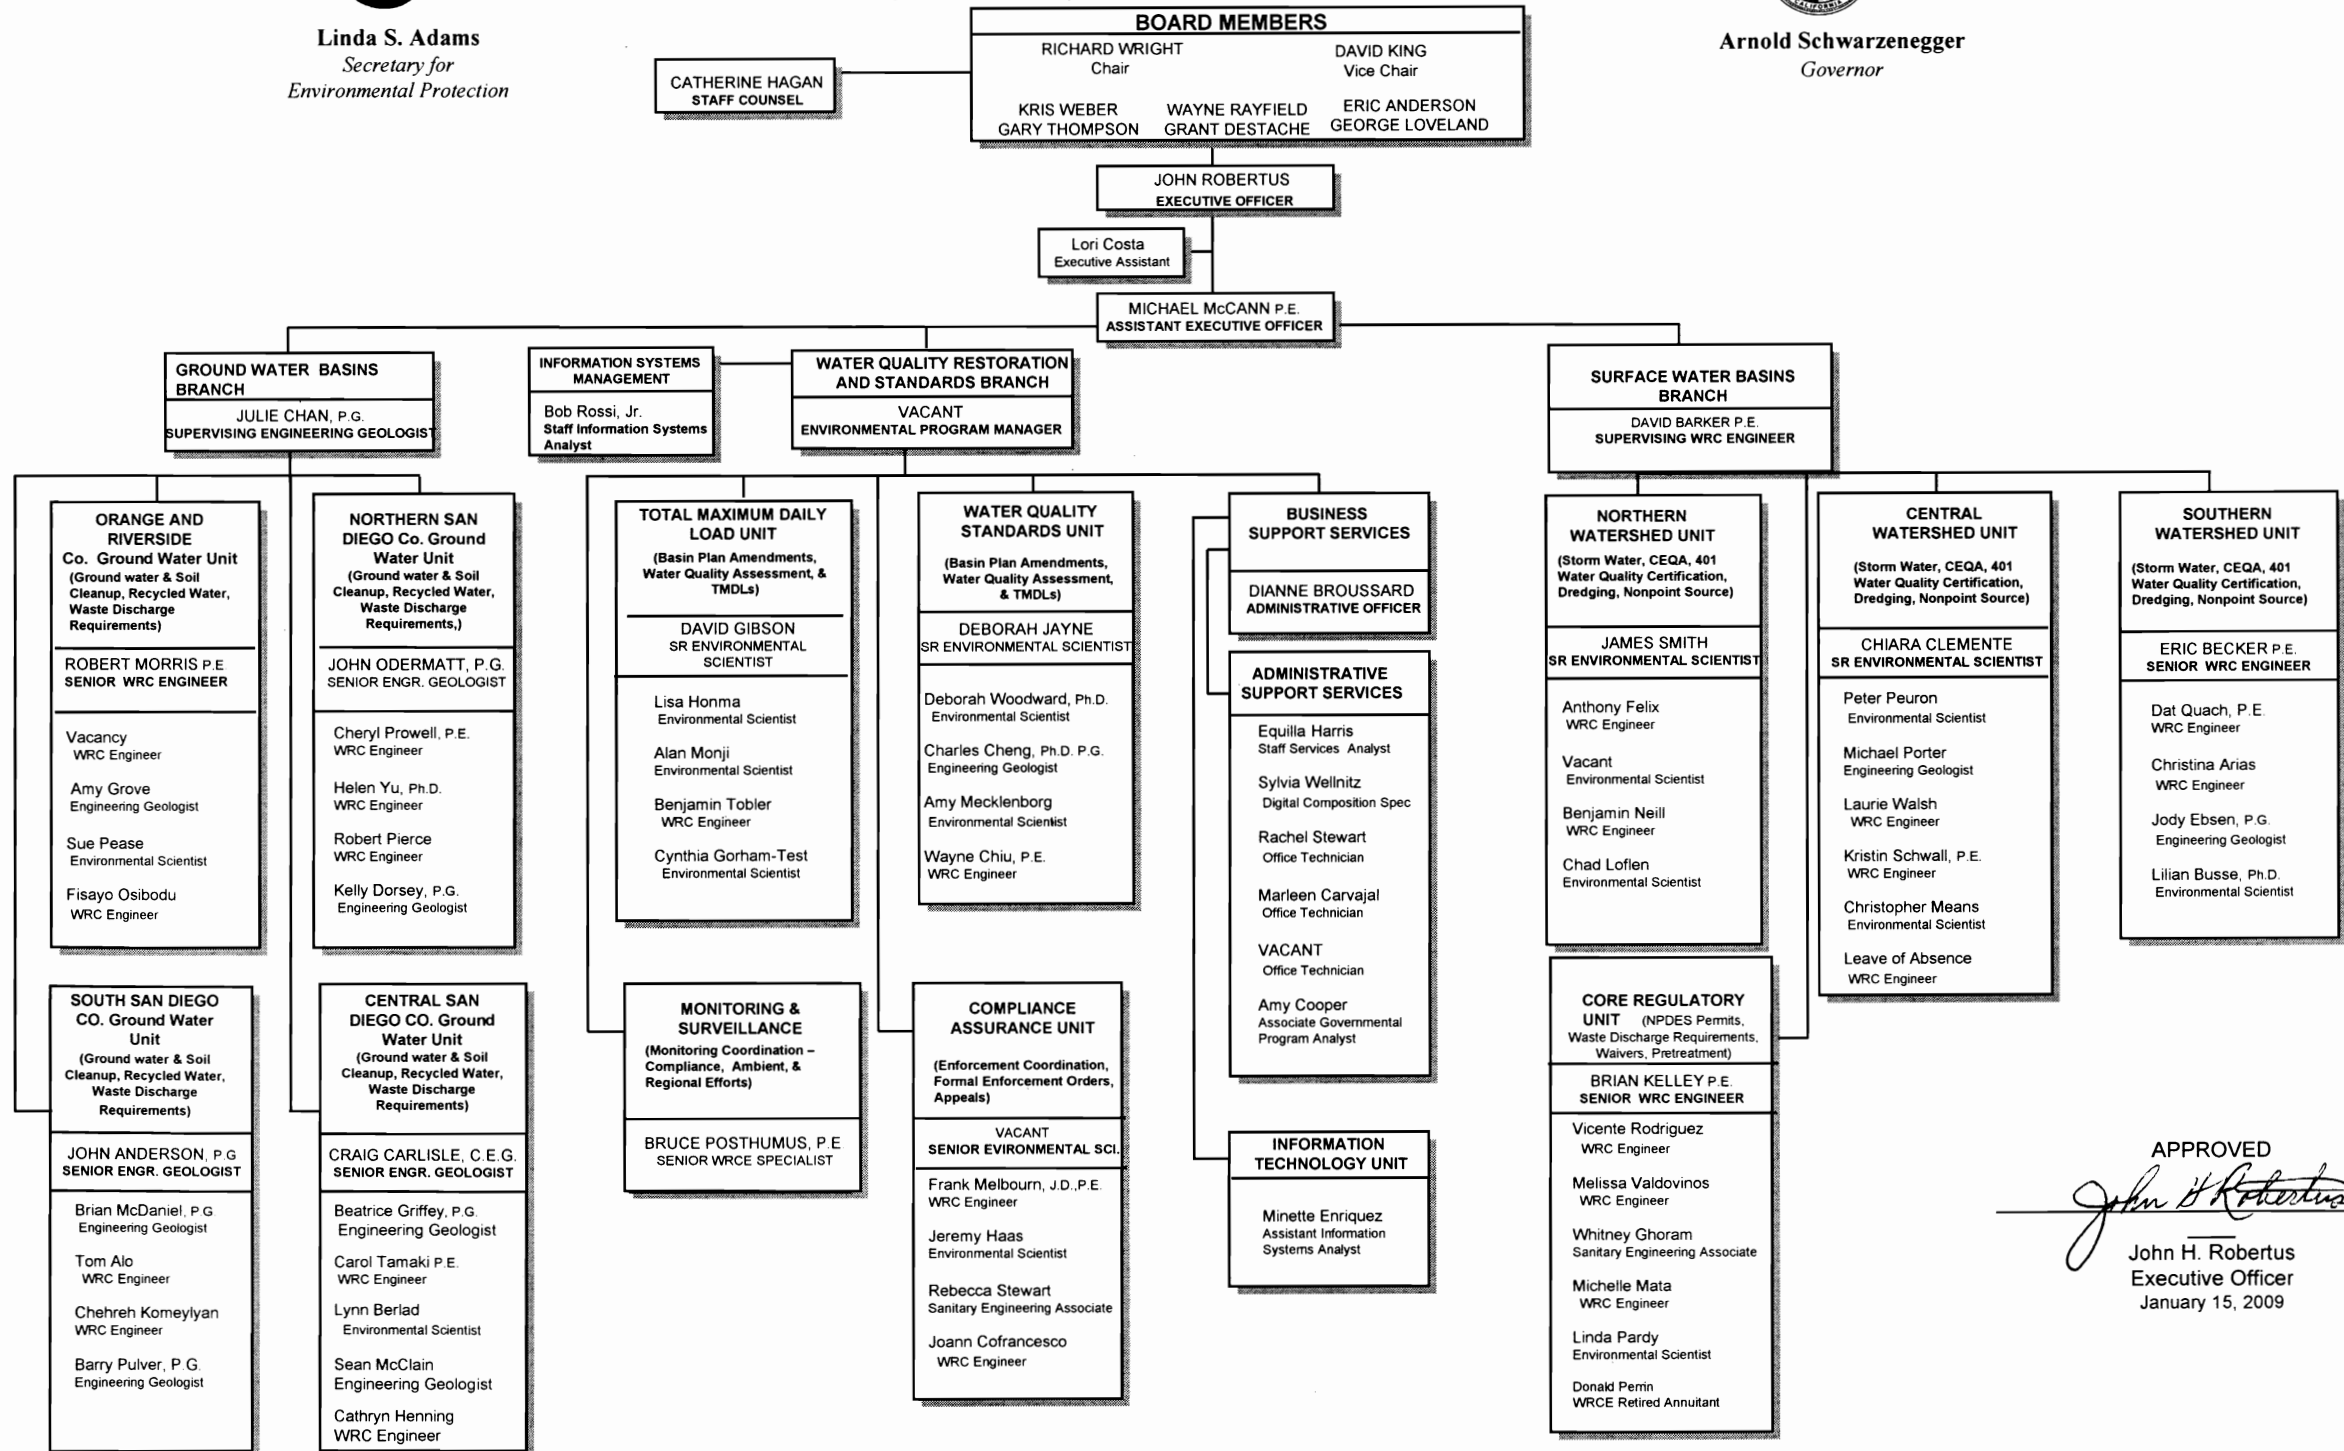 CALIFORNIA
Linda S. Adams
Secretary for
Environmental Protection
Arnold Schwarzenegger
Governor
BOARD MEMBERS
RICHARD WRIGHT
Chair
DAVID KING
Vice Chair
KRIS WEBER
GARY THOMPSON
WAYNE RAYFIELD
GRANT DESTACHE
ERIC ANDERSON
GEORGE LOVELAND
CATHERINE HAGAN
STAFF COUNSEL
JOHN ROBERTUS
EXECUTIVE OFFICER
Lori Costa
Executive Assistant
MICHAEL McCANN P.E.
ASSISTANT EXECUTIVE OFFICER
GROUND WATER BASINS
BRANCH
JULIE CHAN, P.G.
SUPERVISING ENGINEERING GEOLOGIST
INFORMATION SYSTEMS
MANAGEMENT
Bob Rossi, Jr.
Staff Information Systems
Analyst
WATER QUALITY RESTORATION
AND STANDARDS BRANCH
VACANT
ENVIRONMENTAL PROGRAM MANAGER
SURFACE WATER BASINS
BRANCH
DAVID BARKER P.E.
SUPERVISING WRC ENGINEER
ORANGE AND
RIVERSIDE
Co. Ground Water Unit
(Ground water & Soil
Cleanup, Recycled Water,
Waste Discharge
Requirements)
ROBERT MORRIS P.E.
SENIOR WRC ENGINEER
Vacancy
WRC Engineer
Amy Grove
Engineering Geologist
Sue Pease
Environmental Scientist
Fisayo Osibodu
WRC Engineer
NORTHERN SAN
DIEGO Co. Ground
Water Unit
(Ground water & Soil
Cleanup, Recycled Water,
Waste Discharge
Requirements,)
JOHN ODERMATT, P.G.
SENIOR ENGR. GEOLOGIST
Cheryl Prowell, P.E.
WRC Engineer
Helen Yu, Ph.D.
WRC Engineer
Robert Pierce
WRC Engineer
Kelly Dorsey, P.G.
Engineering Geologist
TOTAL MAXIMUM DAILY
LOAD UNIT
(Basin Plan Amendments,
Water Quality Assessment, &
TMDLs)
DAVID GIBSON
SR ENVIRONMENTAL
SCIENTIST
Lisa Honma
Environmental Scientist
Alan Monji
Environmental Scientist
Benjamin Tobler
WRC Engineer
Cynthia Gorham-Test
Environmental Scientist
WATER QUALITY
STANDARDS UNIT
(Basin Plan Amendments,
Water Quality Assessment,
& TMDLs)
DEBORAH JAYNE
SR ENVIRONMENTAL SCIENTIST
Deborah Woodward, Ph.D.
Environmental Scientist
Charles Cheng, Ph.D. P.G.
Engineering Geologist
Amy Mecklenborg
Environmental Scientist
Wayne Chiu, P.E.
WRC Engineer
BUSINESS
SUPPORT SERVICES
DIANNE BROUSSARD
ADMINISTRATIVE OFFICER
ADMINISTRATIVE
SUPPORT SERVICES
Equilla Harris
Staff Services Analyst
Sylvia Wellnitz
Digital Composition Spec
Rachel Stewart
Office Technician
Marleen Carvajal
Office Technician
VACANT
Office Technician
Amy Cooper
Associate Governmental
Program Analyst
NORTHERN
WATERSHED UNIT
(Storm Water, CEQA, 401
Water Quality Certification,
Dredging, Nonpoint Source)
JAMES SMITH
SR ENVIRONMENTAL SCIENTIST
Anthony Felix
WRC Engineer
Vacant
Environmental Scientist
Benjamin Neill
WRC Engineer
Chad Loflen
Environmental Scientist
CENTRAL
WATERSHED UNIT
(Storm Water, CEQA, 401
Water Quality Certification,
Dredging, Nonpoint Source)
CHIARA CLEMENTE
SR ENVIRONMENTAL SCIENTIST
Peter Peuron
Environmental Scientist
Michael Porter
Engineering Geologist
Laurie Walsh
WRC Engineer
Kristin Schwall, P.E.
WRC Engineer
Christopher Means
Environmental Scientist
Leave of Absence
WRC Engineer
SOUTHERN
WATERSHED UNIT
(Storm Water, CEQA, 401
Water Quality Certification,
Dredging, Nonpoint Source)
ERIC BECKER P.E.
SENIOR WRC ENGINEER
Dat Quach, P.E.
WRC Engineer
Christina Arias
WRC Engineer
Jody Ebsen, P.G.
Engineering Geologist
Lilian Busse, Ph.D.
Environmental Scientist
SOUTH SAN DIEGO
CO. Ground Water
Unit
(Ground water & Soil
Cleanup, Recycled Water,
Waste Discharge
Requirements)
JOHN ANDERSON, P.G
SENIOR ENGR. GEOLOGIST
Brian McDaniel, P.G
Engineering Geologist
Tom Alo
WRC Engineer
Chehreh Komeylyan
WRC Engineer
Barry Pulver, P.G.
Engineering Geologist
CENTRAL SAN
DIEGO CO. Ground
Water Unit
(Ground water & Soil
Cleanup, Recycled Water,
Waste Discharge
Requirements)
CRAIG CARLISLE, C.E.G.
SENIOR ENGR. GEOLOGIST
Beatrice Griffey, P.G.
Engineering Geologist
Carol Tamaki P.E.
WRC Engineer
Lynn Berlad
Environmental Scientist
Sean McClain
Engineering Geologist
Cathryn Henning
WRC Engineer
MONITORING &
SURVEILLANCE
(Monitoring Coordination –
Compliance, Ambient, &
Regional Efforts)
BRUCE POSTHUMUS, P.E
SENIOR WRCE SPECIALIST
COMPLIANCE
ASSURANCE UNIT
(Enforcement Coordination,
Formal Enforcement Orders,
Appeals)
VACANT
SENIOR EVIRONMENTAL SCI.
Frank Melbourn, J.D.,P.E.
WRC Engineer
Jeremy Haas
Environmental Scientist
Rebecca Stewart
Sanitary Engineering Associate
Joann Cofrancesco
WRC Engineer
INFORMATION
TECHNOLOGY UNIT
Minette Enriquez
Assistant Information
Systems Analyst
CORE REGULATORY
UNIT (NPDES Permits,
Waste Discharge Requirements,
Waivers, Pretreatment)
BRIAN KELLEY P.E.
SENIOR WRC ENGINEER
Vicente Rodriguez
WRC Engineer
Melissa Valdovinos
WRC Engineer
Whitney Ghoram
Sanitary Engineering Associate
Michelle Mata
WRC Engineer
Linda Pardy
Environmental Scientist
Donald Perrin
WRCE Retired Annuitant
APPROVED
John H Robertus
John H. Robertus
Executive Officer
January 15, 2009